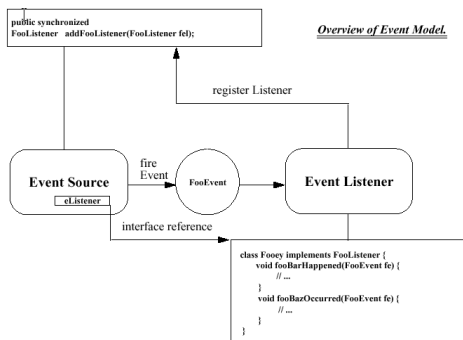 public synchronized
FooListener addFooListener(FooListener fel);
Overview of Event Model.
register Listener
fire
Event
Event Source
eListener
FooEvent
Event Listener
interface reference
class Fooey implements FooListener {
void fooBarHappened(FooEvent fe) {
// ...
}
void fooBazOccurred(FooEvent fe) {
// ...
}
}